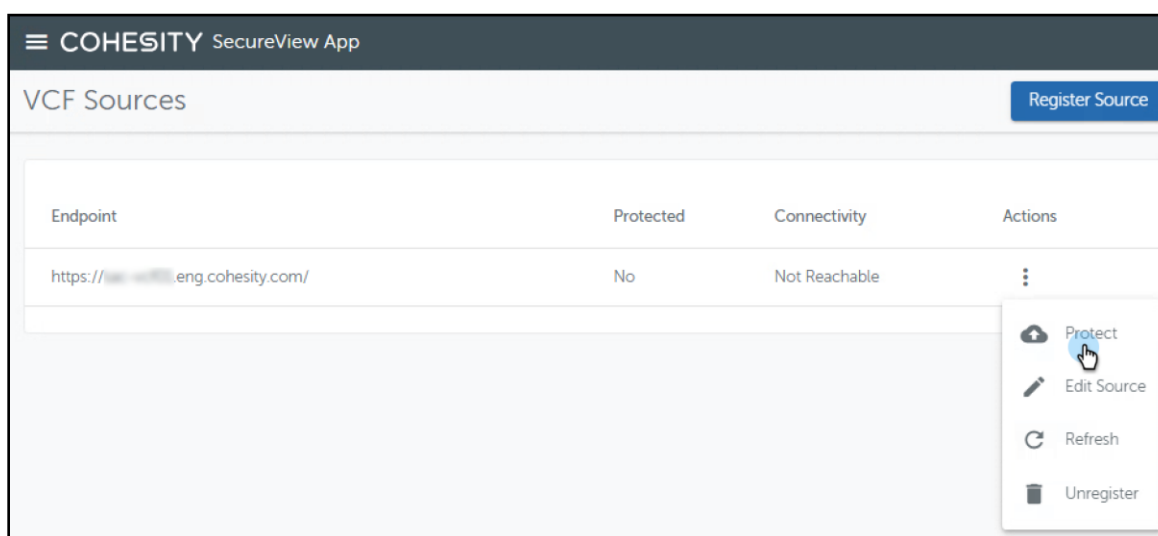 COHESITY SecureView App
VCF Sources
Register Source
Endpoint Protected Connectivity Actions
https:// .eng.cohesity.com/ No Not Reachable
Protect
Edit Source
Refresh
Unregister